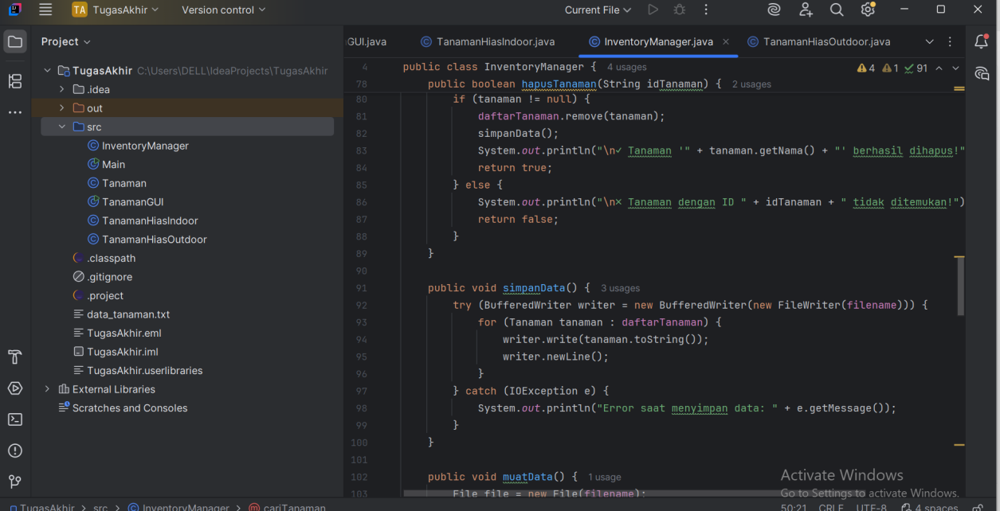 TA TugasAkhir Version control Current File
Project
GUI.java TanamanHiasIndoor.java InventoryManager.java × TanamanHiasOutdoor.java
TugasAkhir C:\Users\DELL\IdeaProjects\TugasAkhir
.idea
out
src
InventoryManager
Main
Tanaman
TanamanGUI
TanamanHiasIndoor
TanamanHiasOutdoor
.classpath
.gitignore
.project
data_tanaman.txt
TugasAkhir.eml
TugasAkhir.iml
TugasAkhir.userlibraries
External Libraries
Scratches and Consoles
4 public class InventoryManager { 4 usages 4 1 91
78 public boolean hapusTanaman(String idTanaman) { 2 usages
80 if (tanaman != null) {
81 daftarTanaman.remove(tanaman);
82 simpanData();
83 System.out.println("\n✓ Tanaman '" + tanaman.getNama() + "' berhasil dihapus!"
84 return true;
85 } else {
86 System.out.println("\n✗ Tanaman dengan ID " + idTanaman + " tidak ditemukan!")
87 return false;
88 }
89 }
90
91 public void simpanData() { 3 usages
92 try (BufferedWriter writer = new BufferedWriter(new FileWriter(filename))) {
93 for (Tanaman tanaman : daftarTanaman) {
94 writer.write(tanaman.toString());
95 writer.newLine();
96 }
97 } catch (IOException e) {
98 System.out.println("Error saat menyimpan data: " + e.getMessage());
99 }
100 }
101
102 public void muatData() { 1 usage
103 File file = new File(filename);
Activate Windows
Go to Settings to activate Windows.
TugasAkhir > src > InventoryManager > cariTanaman 50:21 CRLF UTF-8 4 spaces